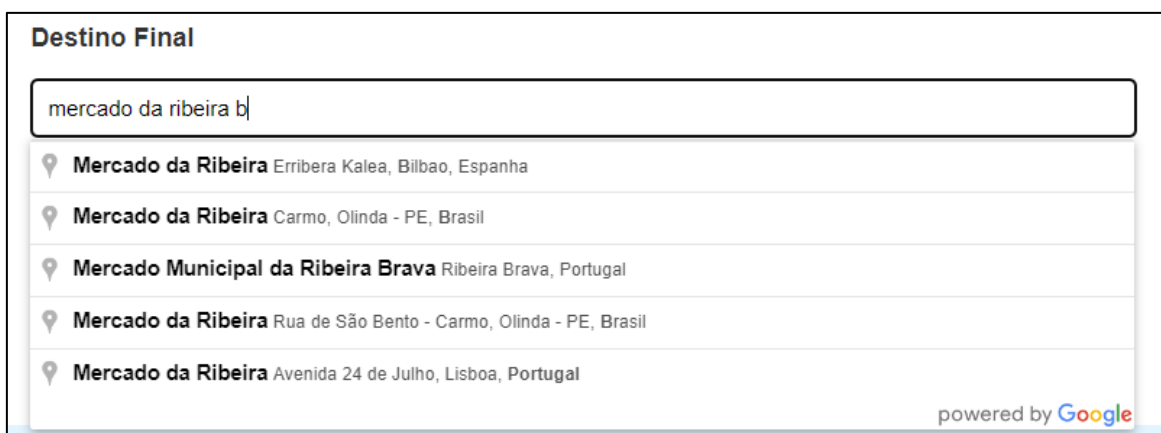 Destino Final
mercado da ribeira b
Mercado da Ribeira Erribera Kalea, Bilbao, Espanha
Mercado da Ribeira Carmo, Olinda - PE, Brasil
Mercado Municipal da Ribeira Brava Ribeira Brava, Portugal
Mercado da Ribeira Rua de São Bento - Carmo, Olinda - PE, Brasil
Mercado da Ribeira Avenida 24 de Julho, Lisboa, Portugal
powered by Google